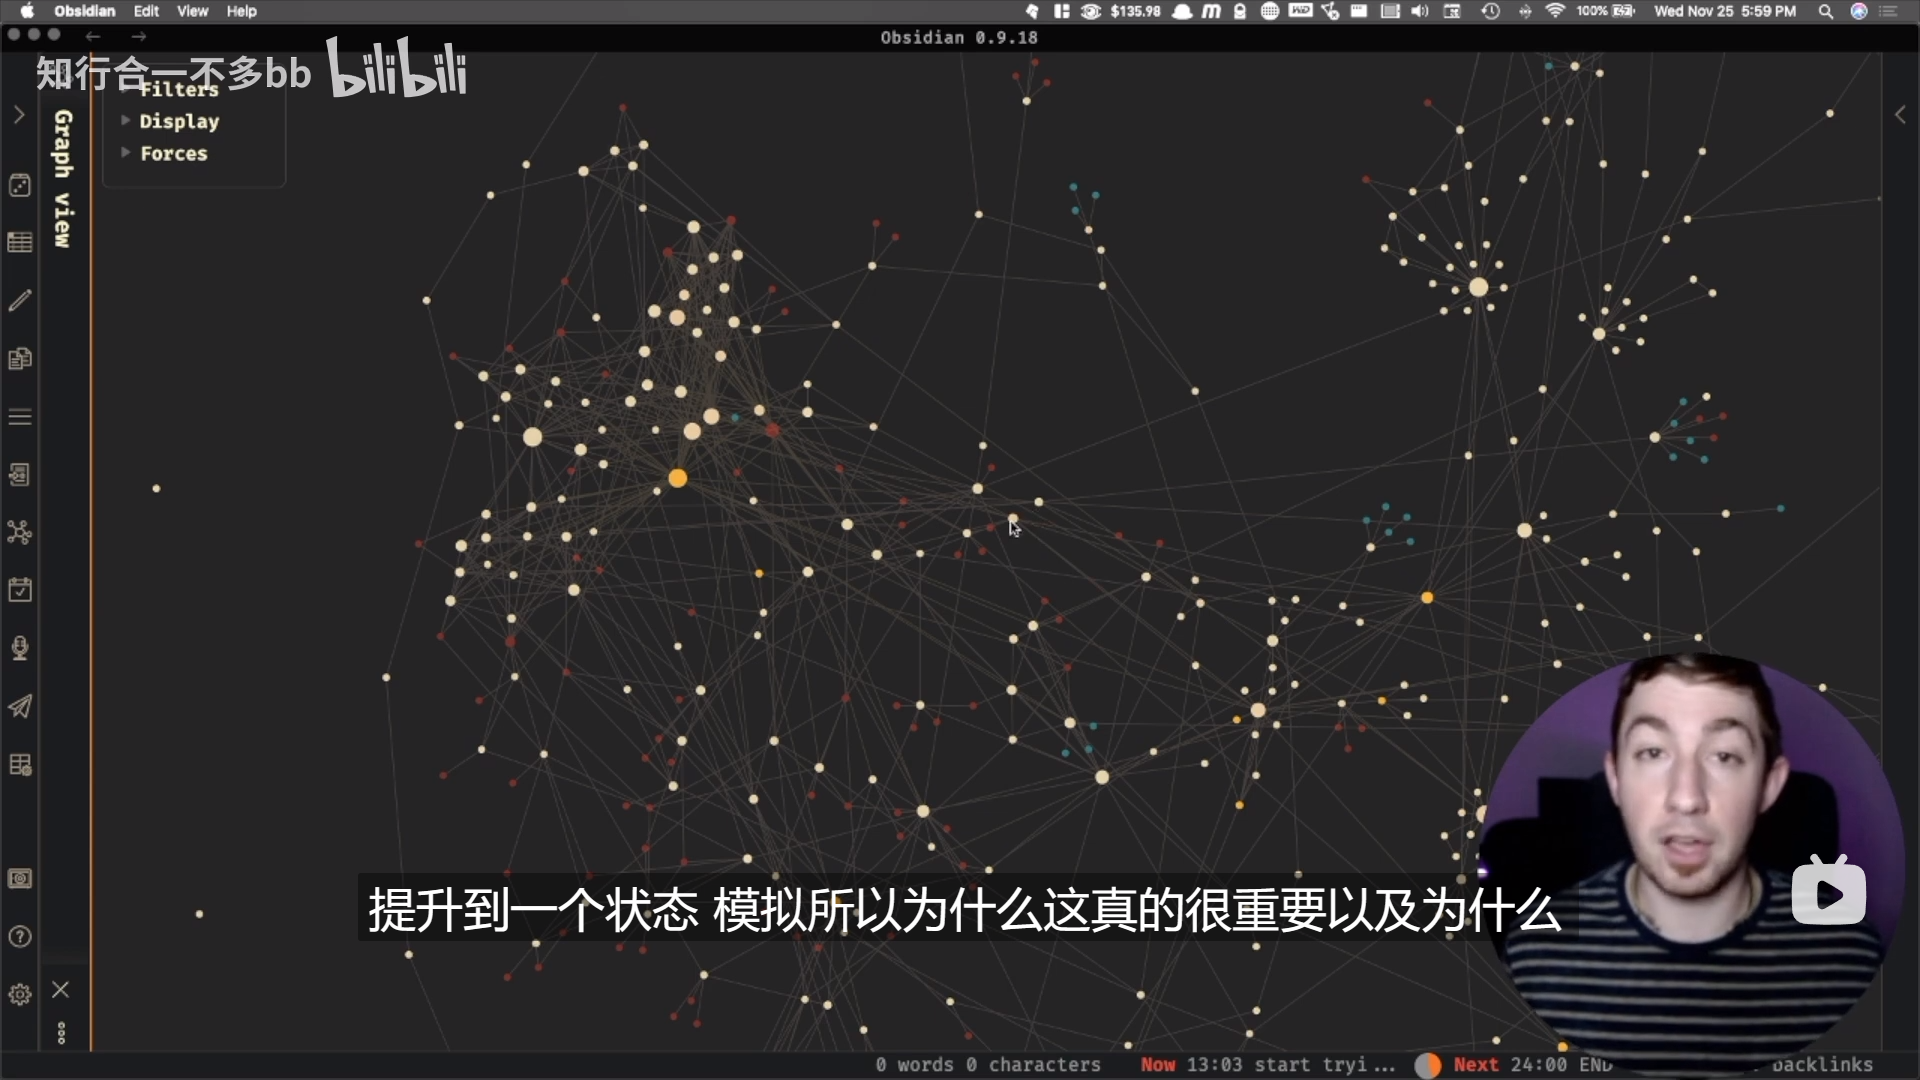 Obsidian Edit View Help
$135.98
100%
Wed Nov 25 5:59 PM
Obsidian 0.9.18
知行合一不多bb bilibili
Filters
Display
Forces
Graph view
提升到一个状态 模拟所以为什么这真的很重要以及为什么
0 words 0 characters Now 13:03 start tryi... Next 24:00 END backlinks